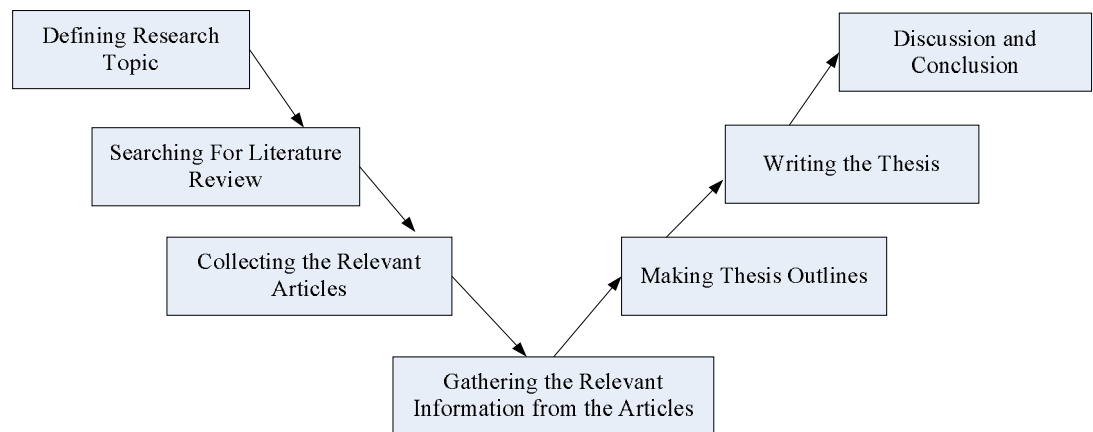 Defining Research
Topic
Searching For Literature
Review
Collecting the Relevant
Articles
Gathering the Relevant
Information from the Articles
Making Thesis Outlines
Writing the Thesis
Discussion and
Conclusion